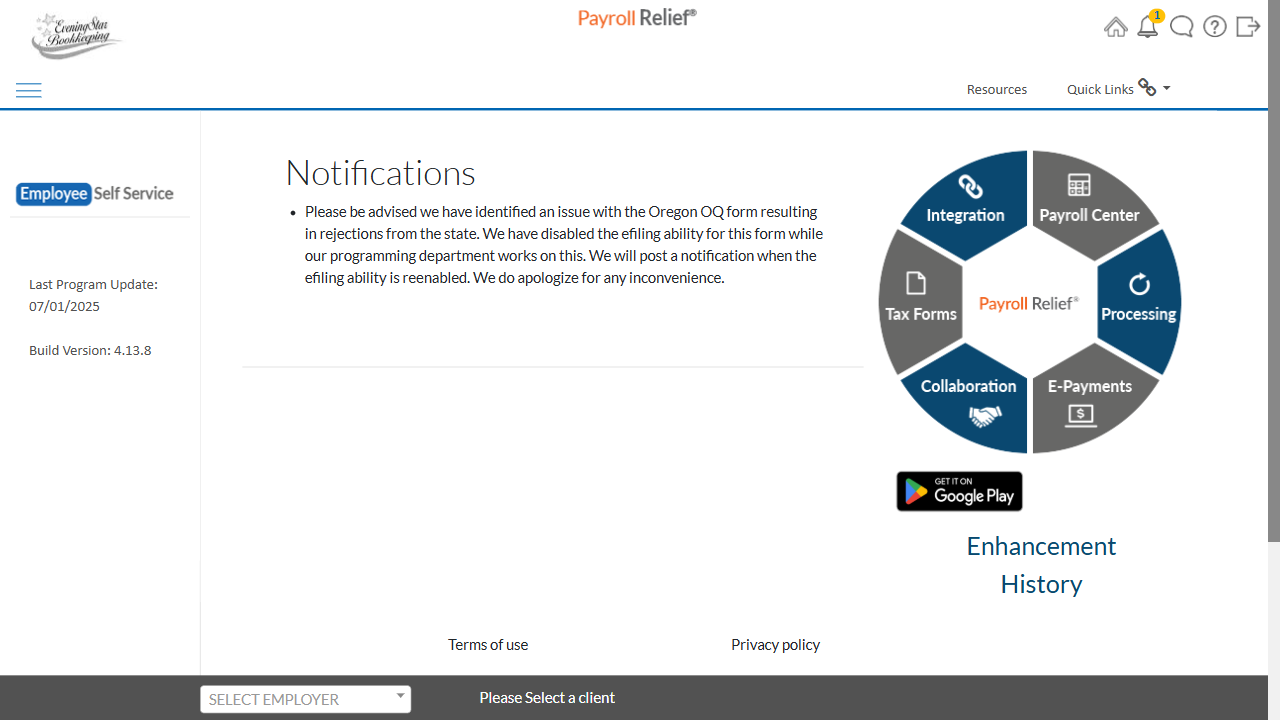 EveningStar
Bookkeeping
Payroll Relief®
1
Resources
Quick Links
Employee Self Service
Last Program Update:
07/01/2025
Build Version: 4.13.8
Notifications
• Please be advised we have identified an issue with the Oregon OQ form resulting
in rejections from the state. We have disabled the efiling ability for this form while
our programming department works on this. We will post a notification when the
efiling ability is reenabled. We do apologize for any inconvenience.
Integration
Payroll Center
Tax Forms
Payroll Relief®
Processing
Collaboration
E-Payments
GET IT ON
Google Play
Enhancement
History
Terms of use
Privacy policy
SELECT EMPLOYER
Please Select a client